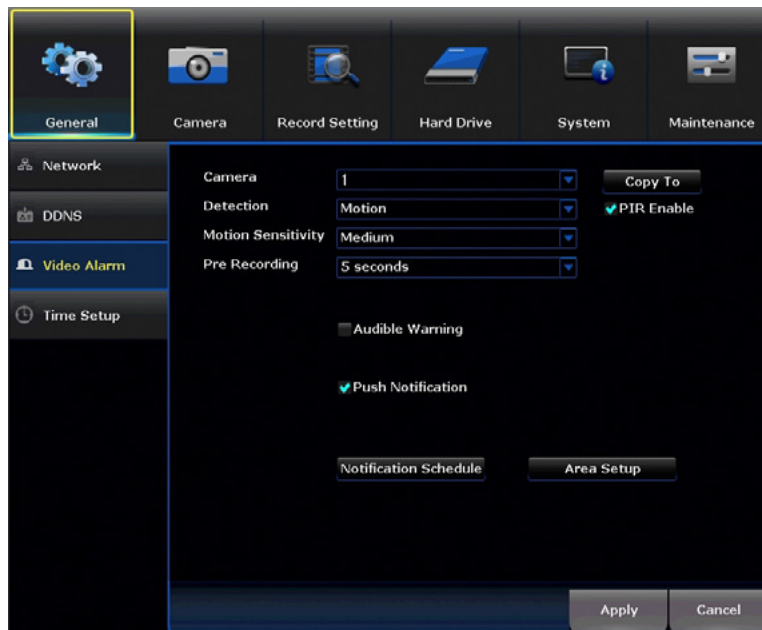 General Camera Record Setting Hard Drive System Maintenance
Network
DDNS
Video Alarm
Time Setup
Camera 1 Copy To
Detection Motion PIR Enable
Motion Sensitivity Medium
Pre Recording 5 seconds
Audible Warning
Push Notification
Notification Schedule Area Setup
Apply Cancel